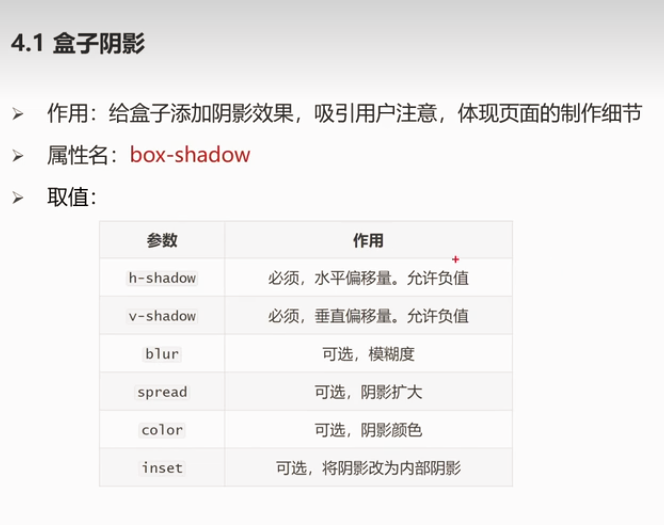 4.1 盒子阴影
作用：给盒子添加阴影效果，吸引用户注意，体现页面的制作细节
属性名：box-shadow
取值：
参数 作用
h-shadow 必须，水平偏移量。允许负值
v-shadow 必须，垂直偏移量。允许负值
blur 可选，模糊度
spread 可选，阴影扩大
color 可选，阴影颜色
inset 可选，将阴影改为内部阴影